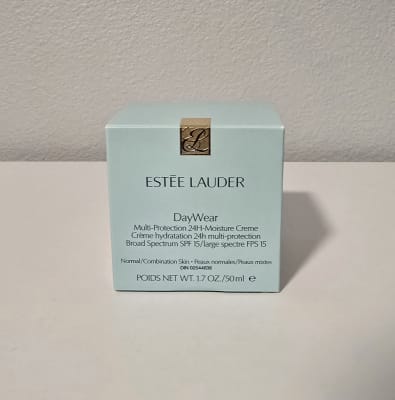 ESTĒE LAUDER
DayWear
Multi-Protection 24H-Moisture Creme
Crème hydratation 24h multi-protection
Broad Spectrum SPF 15/large spectre FPS 15
Normal/Combination Skin • Peaux normales/Peaux mixtes
POIDS NET WT. 1.7 OZ./50 ml ℮